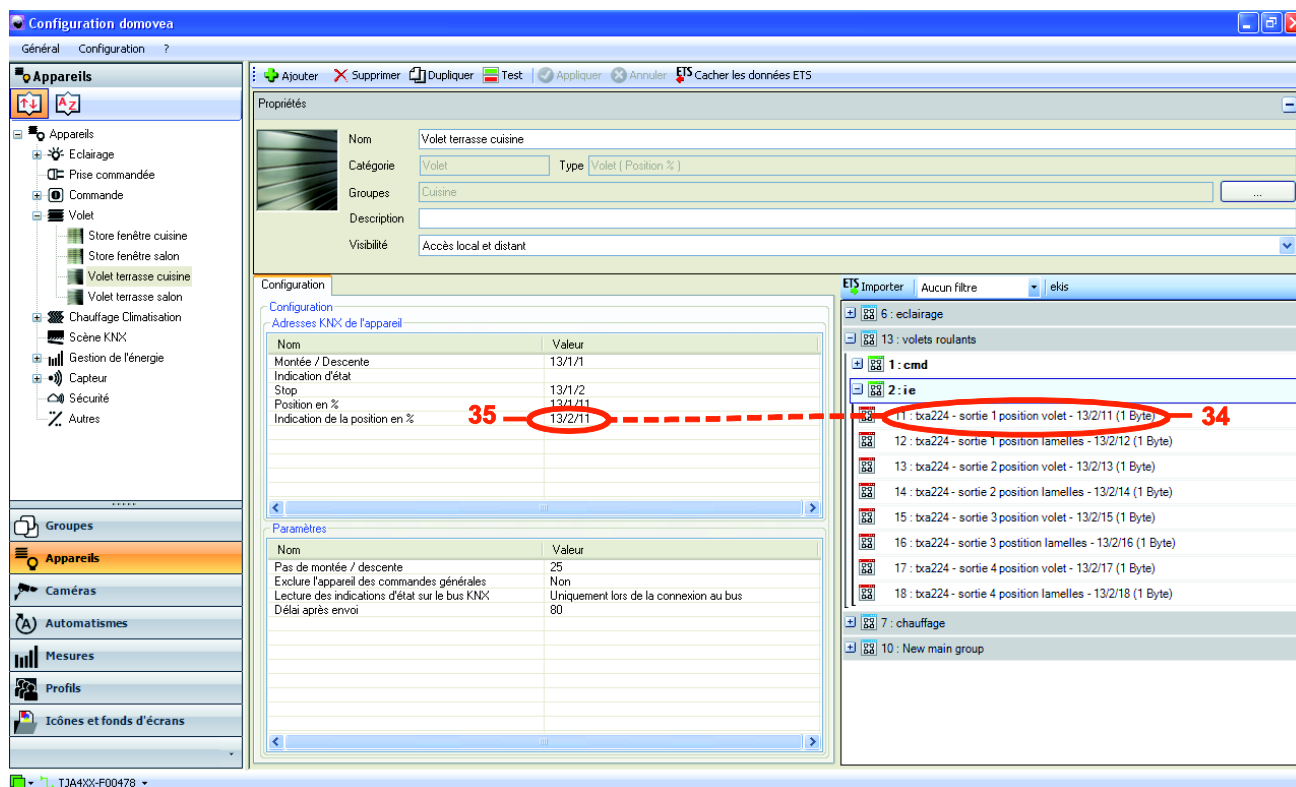 Configuration domovea
Général Configuration ?
Appareils
Appareils
Eclairage
Prise commandée
Commande
Volet
Store fenêtre cuisine
Store fenêtre salon
Volet terrasse cuisine
Volet terrasse salon
Chauffage Climatisation
Scène KNX
Gestion de l'énergie
Capteur
Sécurité
Autres
Groupes
Appareils
Caméras
Automatismes
Mesures
Profils
Icônes et fonds d'écrans
Ajouter Supprimer Dupliquer Test Appliquer Annuler ETS Cacher les données ETS
Propriétés
Nom Volet terrasse cuisine
Catégorie Volet Type Volet ( Position % )
Groupes Cuisine ...
Description
Visibilité Accès local et distant
Configuration
Configuration
Adresses KNX de l'appareil
Nom Valeur
Montée / Descente 13/1/1
Indication d'état
Stop 13/1/2
Position en % 13/1/11
Indication de la position en % 35 13/2/11
Paramètres
Nom Valeur
Pas de montée / descente 25
Exclure l'appareil des commandes générales Non
Lecture des indications d'état sur le bus KNX Uniquement lors de la connexion au bus
Délai après envoi 80
ETS Importer Aucun filtre ekis
6 : eclairage
13 : volets roulants
1 : cmd
2 : ie
11 : txa224 - sortie 1 position volet - 13/2/11 (1 Byte) 34
12 : txa224 - sortie 1 position lamelles - 13/2/12 (1 Byte)
13 : txa224 - sortie 2 position volet - 13/2/13 (1 Byte)
14 : txa224 - sortie 2 position lamelles - 13/2/14 (1 Byte)
15 : txa224 - sortie 3 position volet - 13/2/15 (1 Byte)
16 : txa224 - sortie 3 postition lamelles - 13/2/16 (1 Byte)
17 : txa224 - sortie 4 position volet - 13/2/17 (1 Byte)
18 : txa224 - sortie 4 position lamelles - 13/2/18 (1 Byte)
7 : chauffage
10 : New main group
TJA4XX-F00478